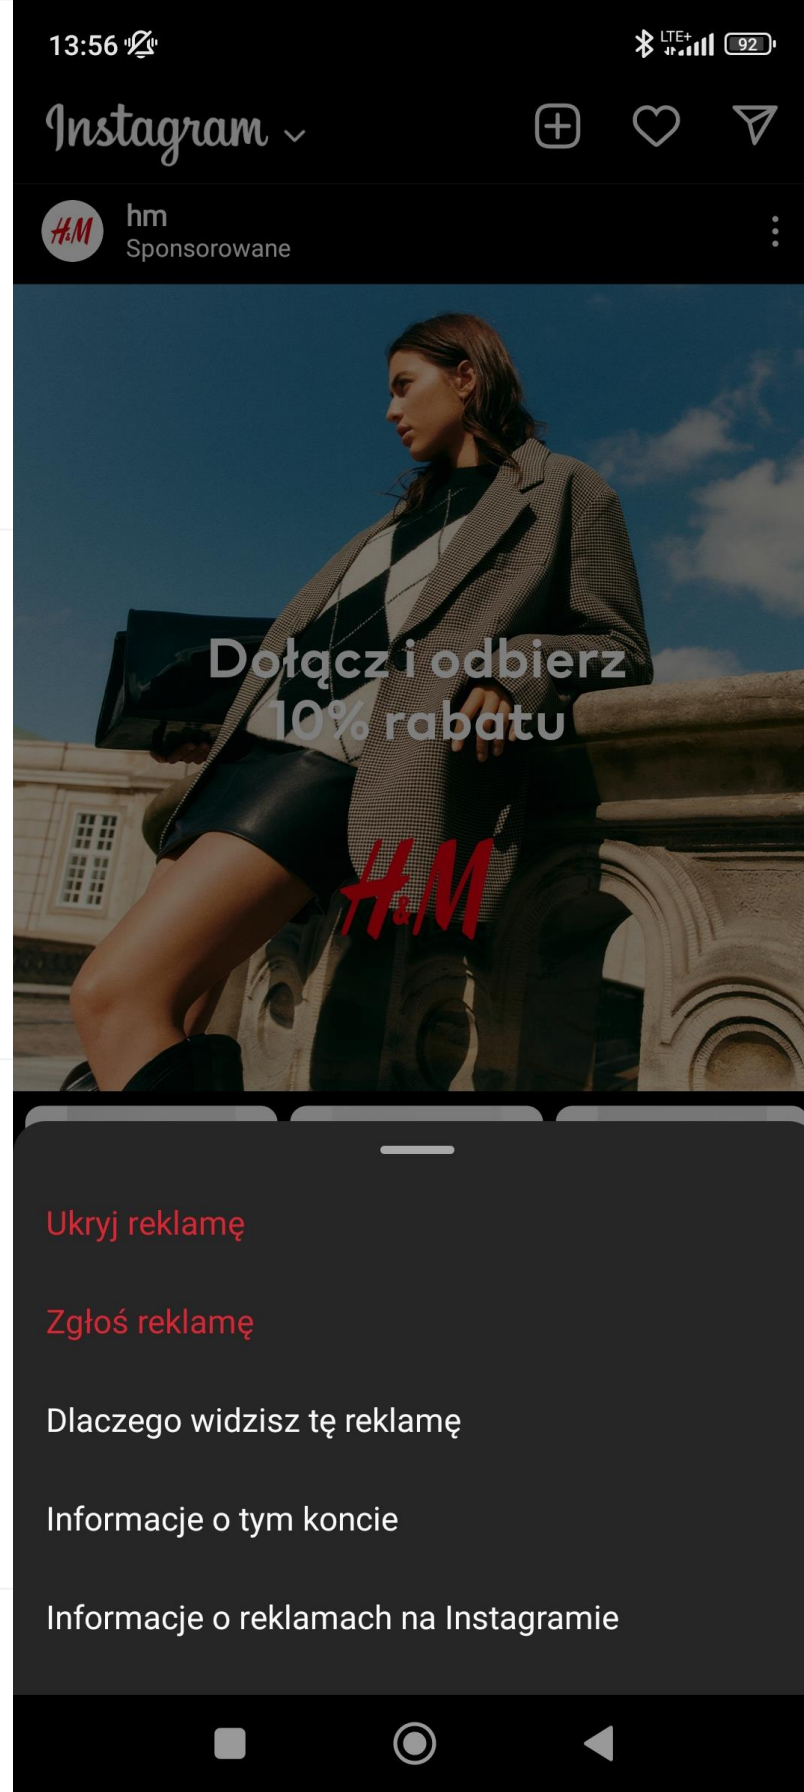 13:56
LTE+
92
Instagram
H&M
hm
Sponsorowane
Dołącz i odbierz
10% rabatu
H&M
Ukryj reklamę
Zgłoś reklamę
Dlaczego widzisz tę reklamę
Informacje o tym koncie
Informacje o reklamach na Instagramie